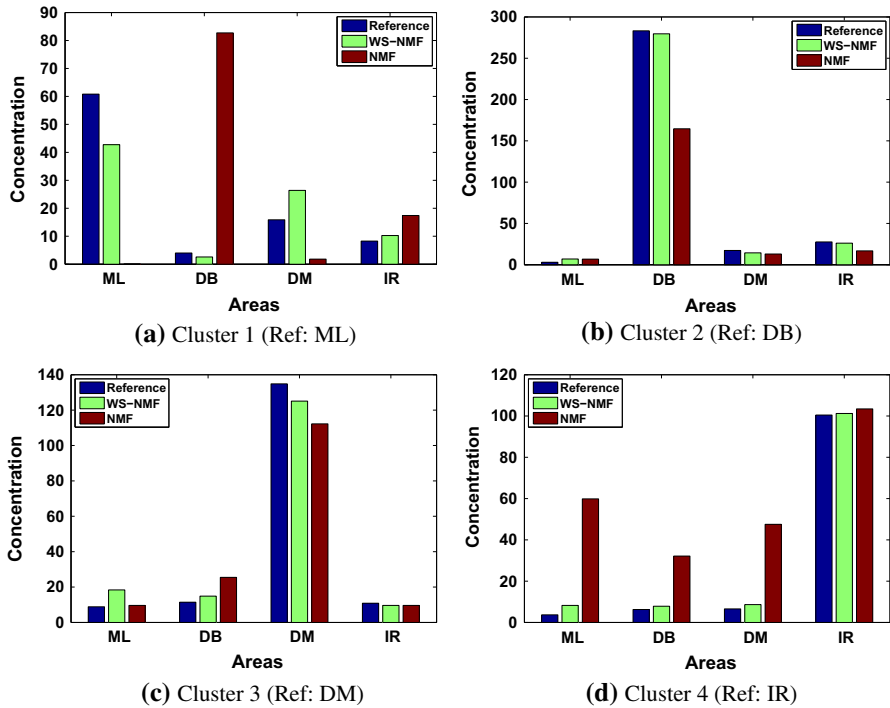 90
80
70
60
50
40
30
20
10
0
Concentration
Reference
WS-NMF
NMF
ML DB DM IR
Areas
(a) Cluster 1 (Ref: ML)
300
250
200
150
100
50
0
Concentration
Reference
WS-NMF
NMF
ML DB DM IR
Areas
(b) Cluster 2 (Ref: DB)
140
120
100
80
60
40
20
0
Concentration
Reference
WS-NMF
NMF
ML DB DM IR
Areas
(c) Cluster 3 (Ref: DM)
120
100
80
60
40
20
0
Concentration
Reference
WS-NMF
NMF
ML DB DM IR
Areas
(d) Cluster 4 (Ref: IR)